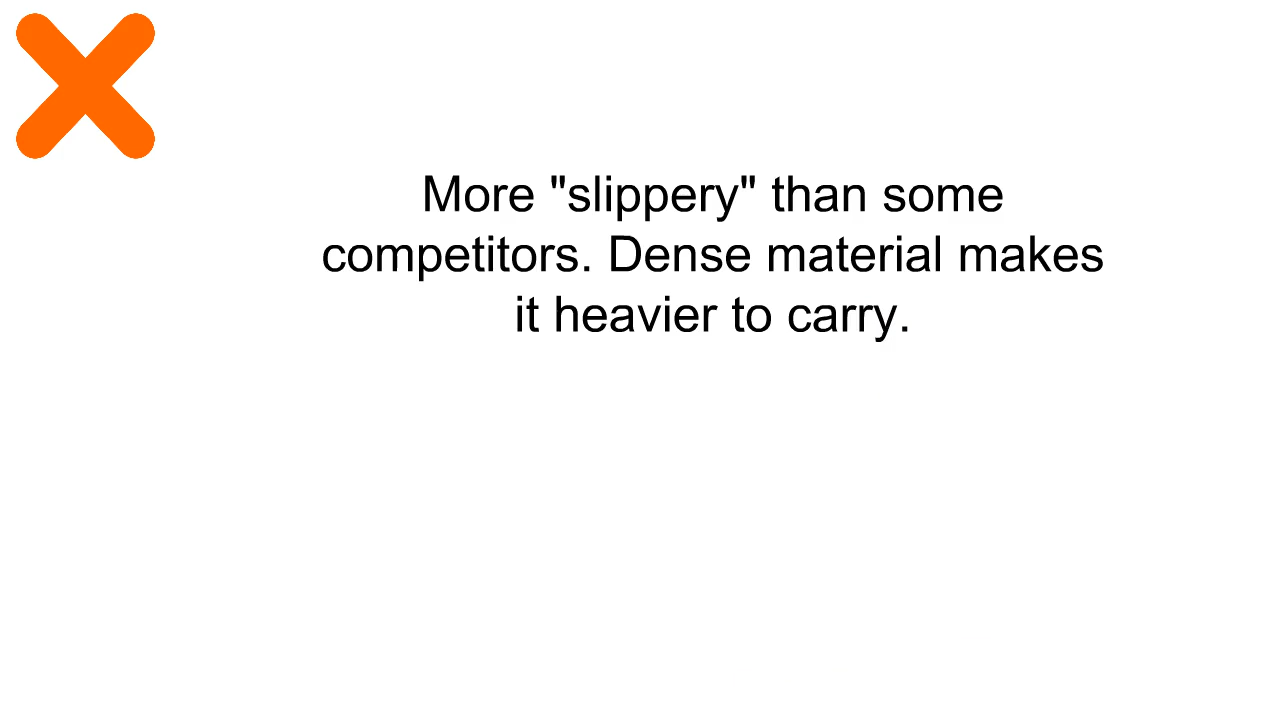 More "slippery" than some
competitors. Dense material makes
it heavier to carry.